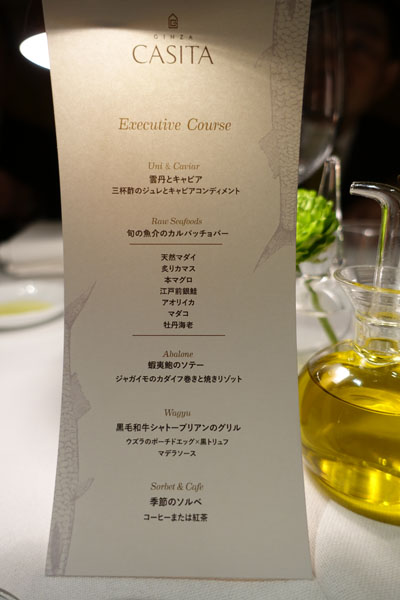 GINZA
CASITA
Executive Course
Uni & Caviar
雲丹とキャビア
三杯酢のジュレとキャビアコンディメント
Raw Seafoods
旬の魚介のカルパッチョバー
天然マダイ
炙りカマス
本マグロ
江戸前銀鮭
アオリイカ
マダコ
牡丹海老
Abalone
蝦夷鮑のソテー
ジャガイモのカダイフ巻きと焼きリゾット
Wagyu
黒毛和牛シャトーブリアンのグリル
ウズラのポーチドエッグ×黒トリュフ
マデラソース
Sorbet & Cafe
季節のソルベ
コーヒーまたは紅茶